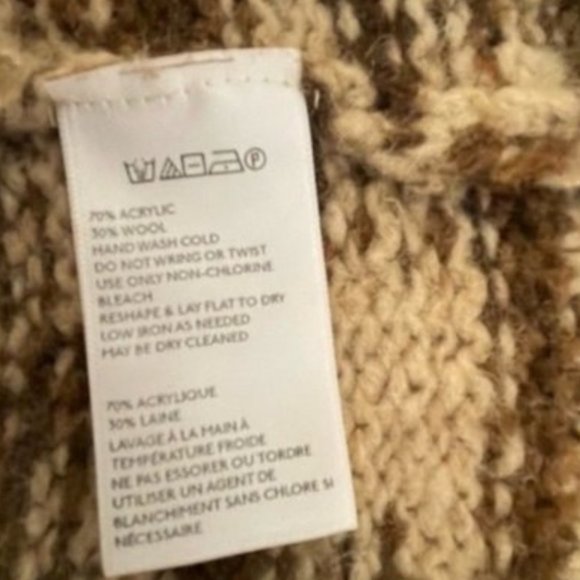 70% ACRYLIC
30% WOOL
HAND WASH COLD
DO NOT WRING OR TWIST
USE ONLY NON-CHLORINE
BLEACH
RESHAPE & LAY FLAT TO DRY
LOW IRON AS NEEDED
MAY BE DRY CLEANED
70% ACRYLIQUE
30% LAINE
LAVAGE À LA MAIN À
TEMPÉRATURE FROIDE
NE PAS ESSORER OU TORDRE
UTILISER UN AGENT DE
BLANCHIMENT SANS CHLORE SI
NÉCESSAIRE